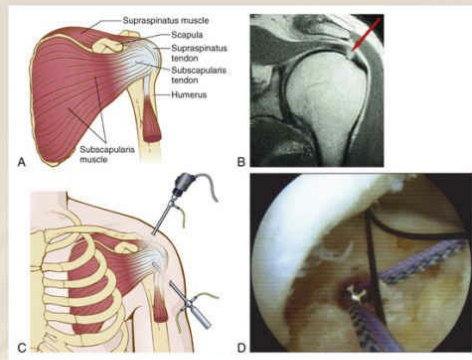 Supraspinatus muscle
Scapula
Supraspinatus
tendon
Subscapularis
tendon
Humerus
Subscapularis
muscle
A
B
C
D